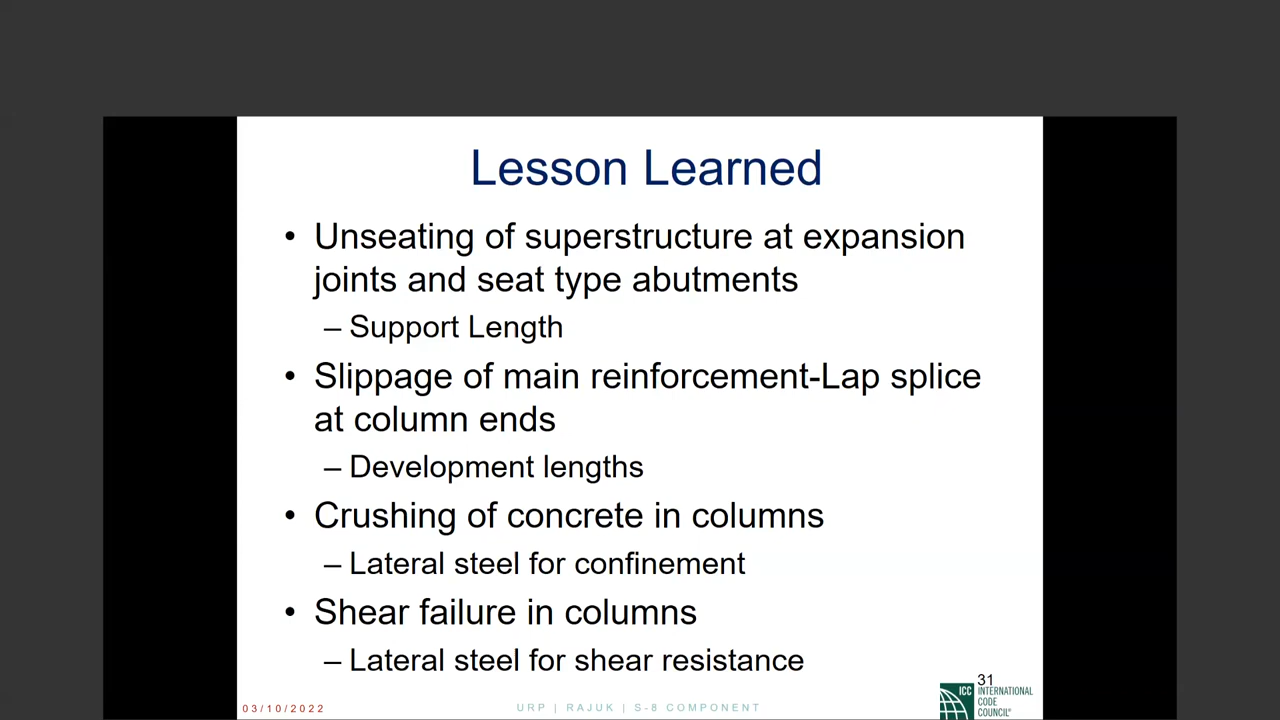 Lesson Learned
• Unseating of superstructure at expansion
joints and seat type abutments
– Support Length
• Slippage of main reinforcement-Lap splice
at column ends
– Development lengths
• Crushing of concrete in columns
– Lateral steel for confinement
• Shear failure in columns
– Lateral steel for shear resistance
31
ICC INTERNATIONAL
CODE
COUNCIL®
03/10/2022
URP | RAJUK | S-8 COMPONENT